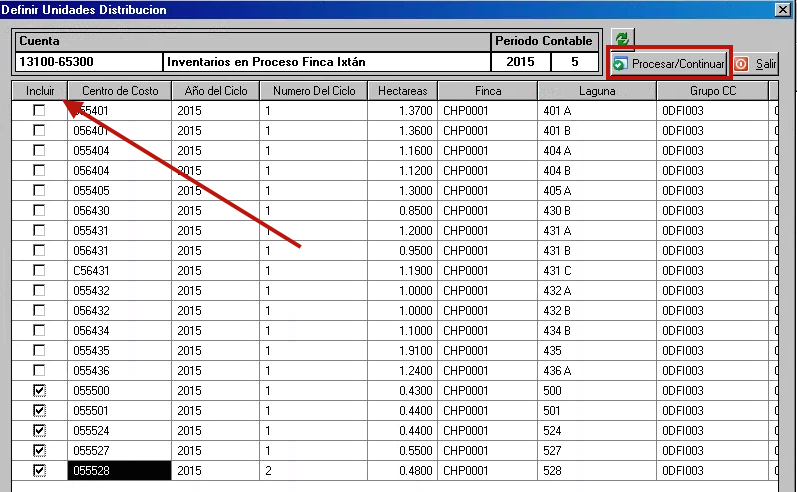 Definir Unidades Distribucion
Cuenta Periodo Contable
13100-65300 Inventarios en Proceso Finca Ixtán 2015 5 Procesar/Continuar Salir
Incluir Centro de Costo Año del Ciclo Numero Del Ciclo Hectareas Finca Laguna Grupo CC
055401 2015 1 1.3700 CHP0001 401 A 0DFI003
056401 2015 1 1.3600 CHP0001 401 B 0DFI003
055404 2015 1 1.1600 CHP0001 404 A 0DFI003
056404 2015 1 1.1200 CHP0001 404 B 0DFI003
055405 2015 1 1.3000 CHP0001 405 A 0DFI003
056430 2015 1 0.8500 CHP0001 430 B 0DFI003
055431 2015 1 1.2000 CHP0001 431 A 0DFI003
056431 2015 1 0.9500 CHP0001 431 B 0DFI003
C56431 2015 1 1.1900 CHP0001 431 C 0DFI003
055432 2015 1 1.0000 CHP0001 432 A 0DFI003
056432 2015 1 1.0000 CHP0001 432 B 0DFI003
056434 2015 1 1.1000 CHP0001 434 B 0DFI003
055435 2015 1 1.9100 CHP0001 435 0DFI003
055436 2015 1 1.2400 CHP0001 436 A 0DFI003
055500 2015 1 0.4300 CHP0001 500 0DFI003
055501 2015 1 0.4400 CHP0001 501 0DFI003
055524 2015 1 0.4400 CHP0001 524 0DFI003
055527 2015 1 0.5500 CHP0001 527 0DFI003
055528 2015 2 0.4800 CHP0001 528 0DFI003